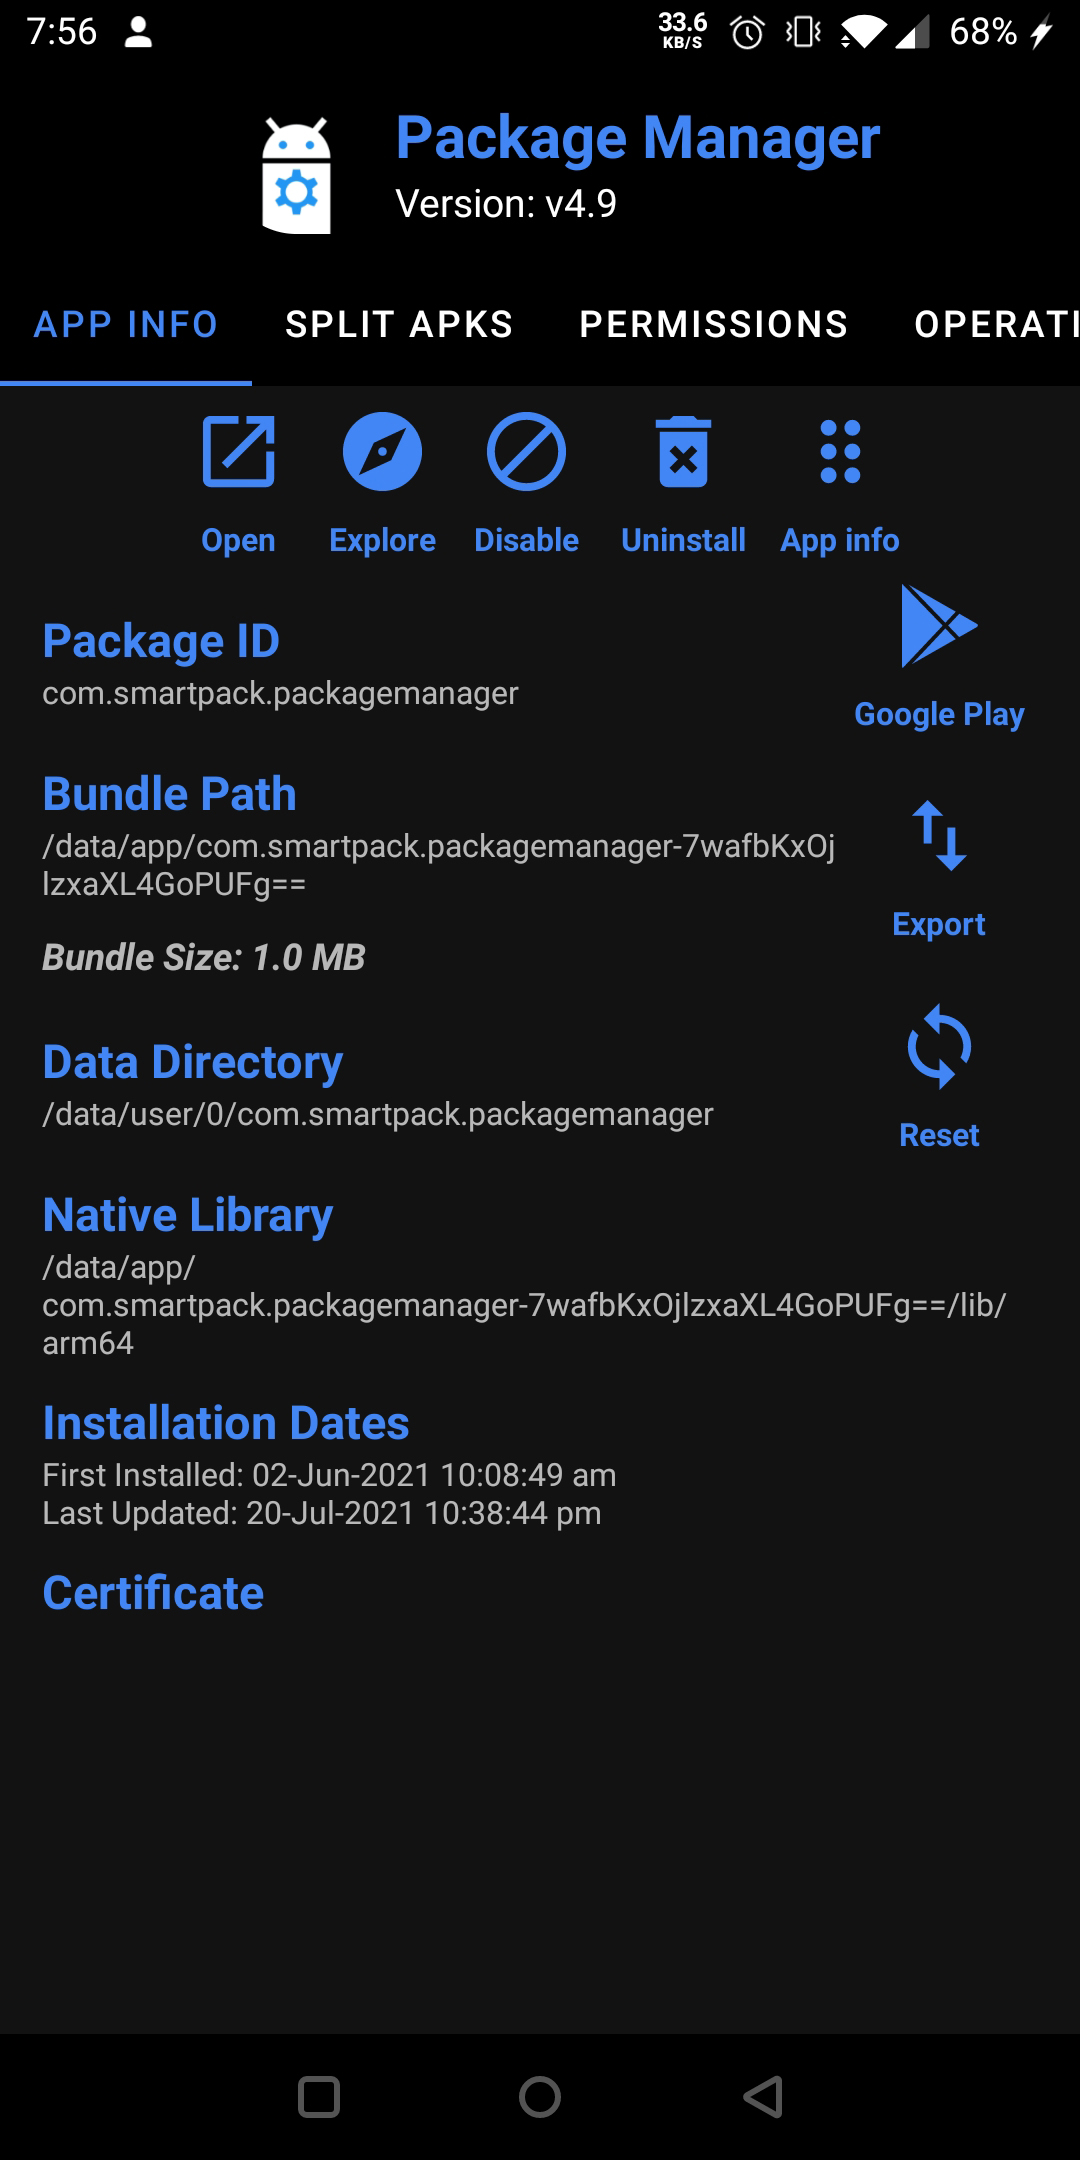 7:56
33.6
KB/S
68%
Package Manager
Version: v4.9
APP INFO
SPLIT APKS
PERMISSIONS
OPERATI
Open
Explore
Disable
Uninstall
App info
Package ID
com.smartpack.packagemanager
Google Play
Bundle Path
/data/app/com.smartpack.packagemanager-7wafbKxOj
lzxaXL4GoPUFg==
Export
Bundle Size: 1.0 MB
Data Directory
/data/user/0/com.smartpack.packagemanager
Reset
Native Library
/data/app/
com.smartpack.packagemanager-7wafbKxOjlzxaXL4GoPUFg==/lib/
arm64
Installation Dates
First Installed: 02-Jun-2021 10:08:49 am
Last Updated: 20-Jul-2021 10:38:44 pm
Certificate